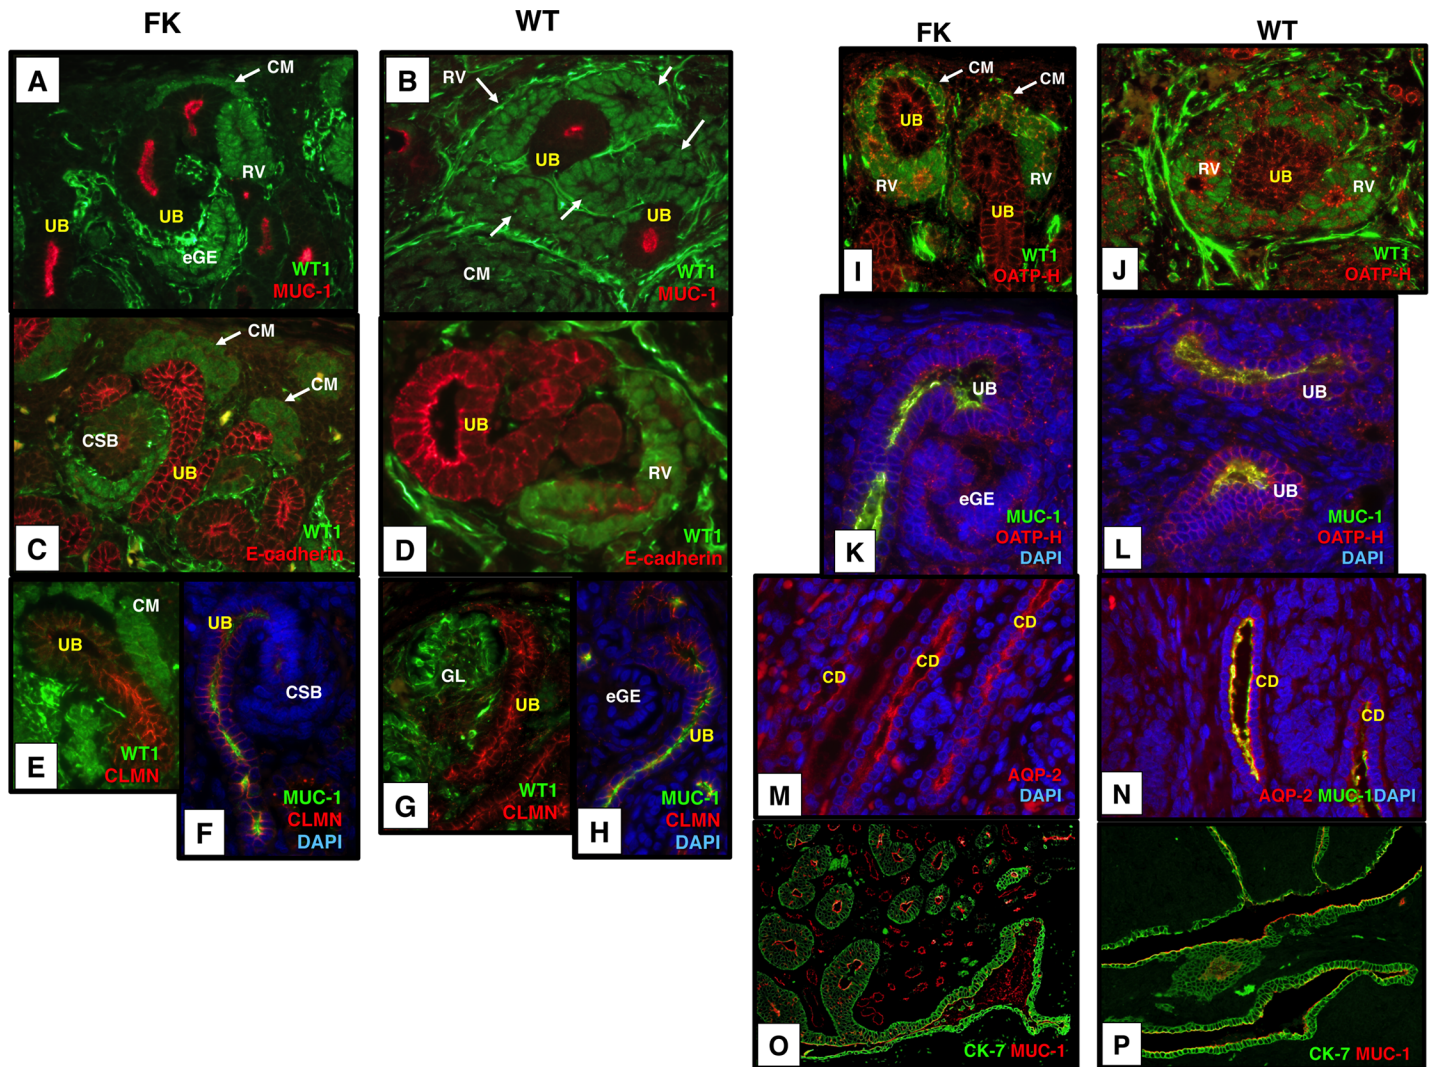 FK
WT
FK
WT
A
CM
UB
RV
UB
eGE
WT1
MUC-1
B
RV
UB
UB
CM
WT1
MUC-1
C
CM
CM
CSB
UB
WT1
E-cadherin
D
UB
RV
WT1
E-cadherin
E
CM
UB
WT1
CLMN
F
UB
CSB
MUC-1
CLMN
DAPI
G
GL
UB
WT1
CLMN
H
eGE
UB
MUC-1
CLMN
DAPI
I
CM
CM
UB
RV
RV
UB
WT1
OATP-H
J
RV
UB
RV
WT1
OATP-H
K
UB
eGE
MUC-1
OATP-H
DAPI
L
UB
UB
MUC-1
OATP-H
DAPI
M
CD
CD
CD
AQP-2
DAPI
N
CD
CD
AQP-2 MUC-1 DAPI
O
CK-7 MUC-1
P
CK-7 MUC-1